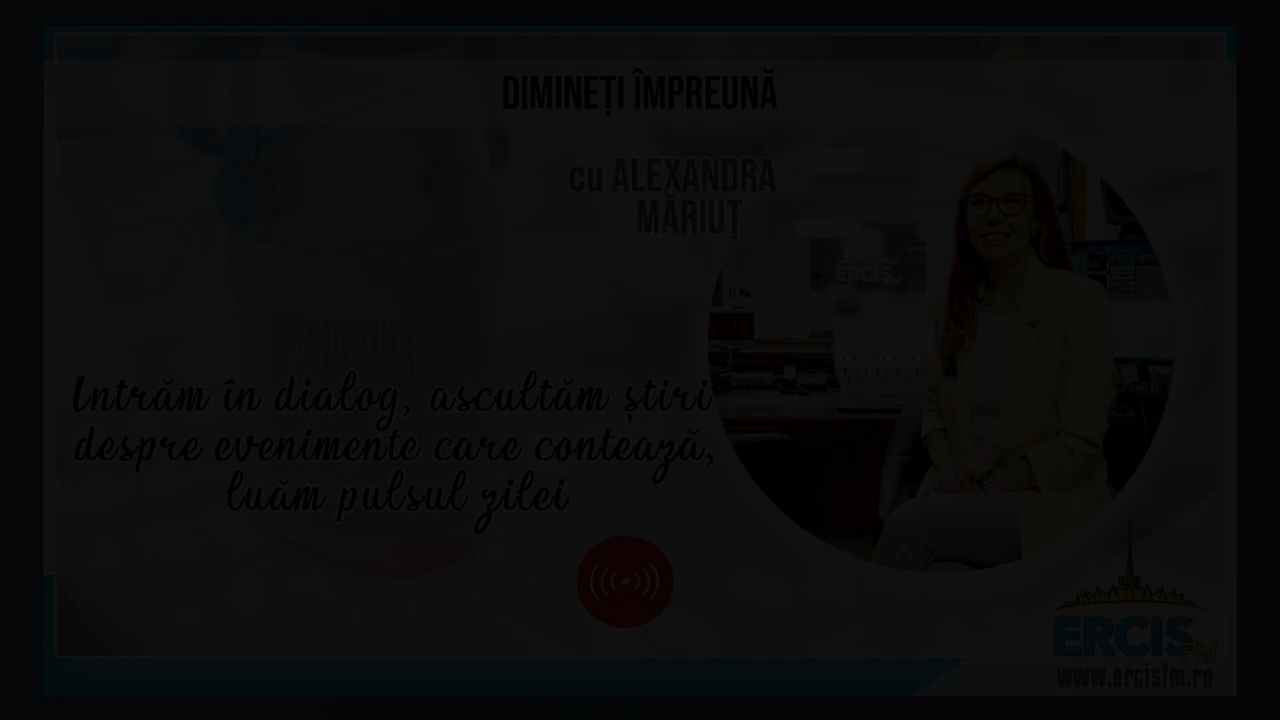 DIMINEȚI ÎMPREUNĂ
cu ALEXANDRA
MĂRIUȚ
ERCIS
Intrăm în dialog, ascultăm știri
despre evenimente care contează,
luăm pulsul zilei
ERCIS FM
www.ercisfm.ro